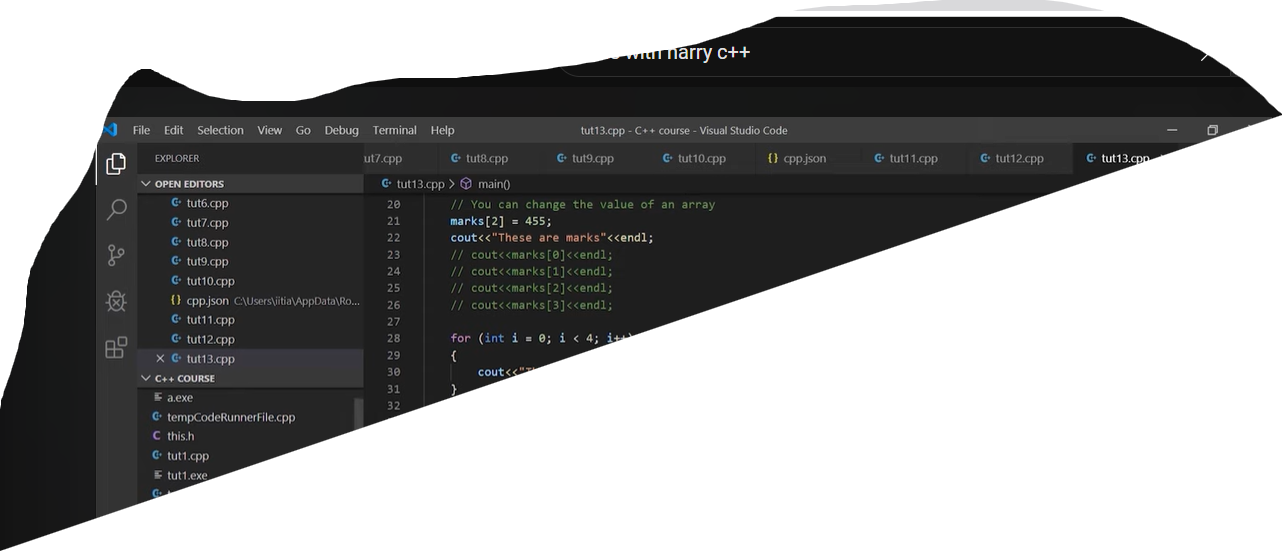 with harry c++
File Edit Selection View Go Debug Terminal Help
tut13.cpp - C++ course - Visual Studio Code
EXPLORER
tut8.cpp tut9.cpp tut10.cpp {} cpp.json tut11.cpp tut12.cpp tut13.cpp
OPEN EDITORS
tut13.cpp > main()
tut6.cpp
tut7.cpp
tut8.cpp
tut9.cpp
tut10.cpp
{} cpp.json C:\Users\iitia\AppData\Ro...
tut11.cpp
tut12.cpp
tut13.cpp
C++ COURSE
a.exe
tempCodeRunnerFile.cpp
C this.h
tut1.cpp
tut1.exe
20 // You can change the value of an array
21 marks[2] = 455;
22 cout<<"These are marks"<<endl;
23 // cout<<marks[0]<<endl;
24 // cout<<marks[1]<<endl;
25 // cout<<marks[2]<<endl;
26 // cout<<marks[3]<<endl;
27
28 for (int i = 0; i < 4; i++)
29 {
30 cout<<
31 }
32